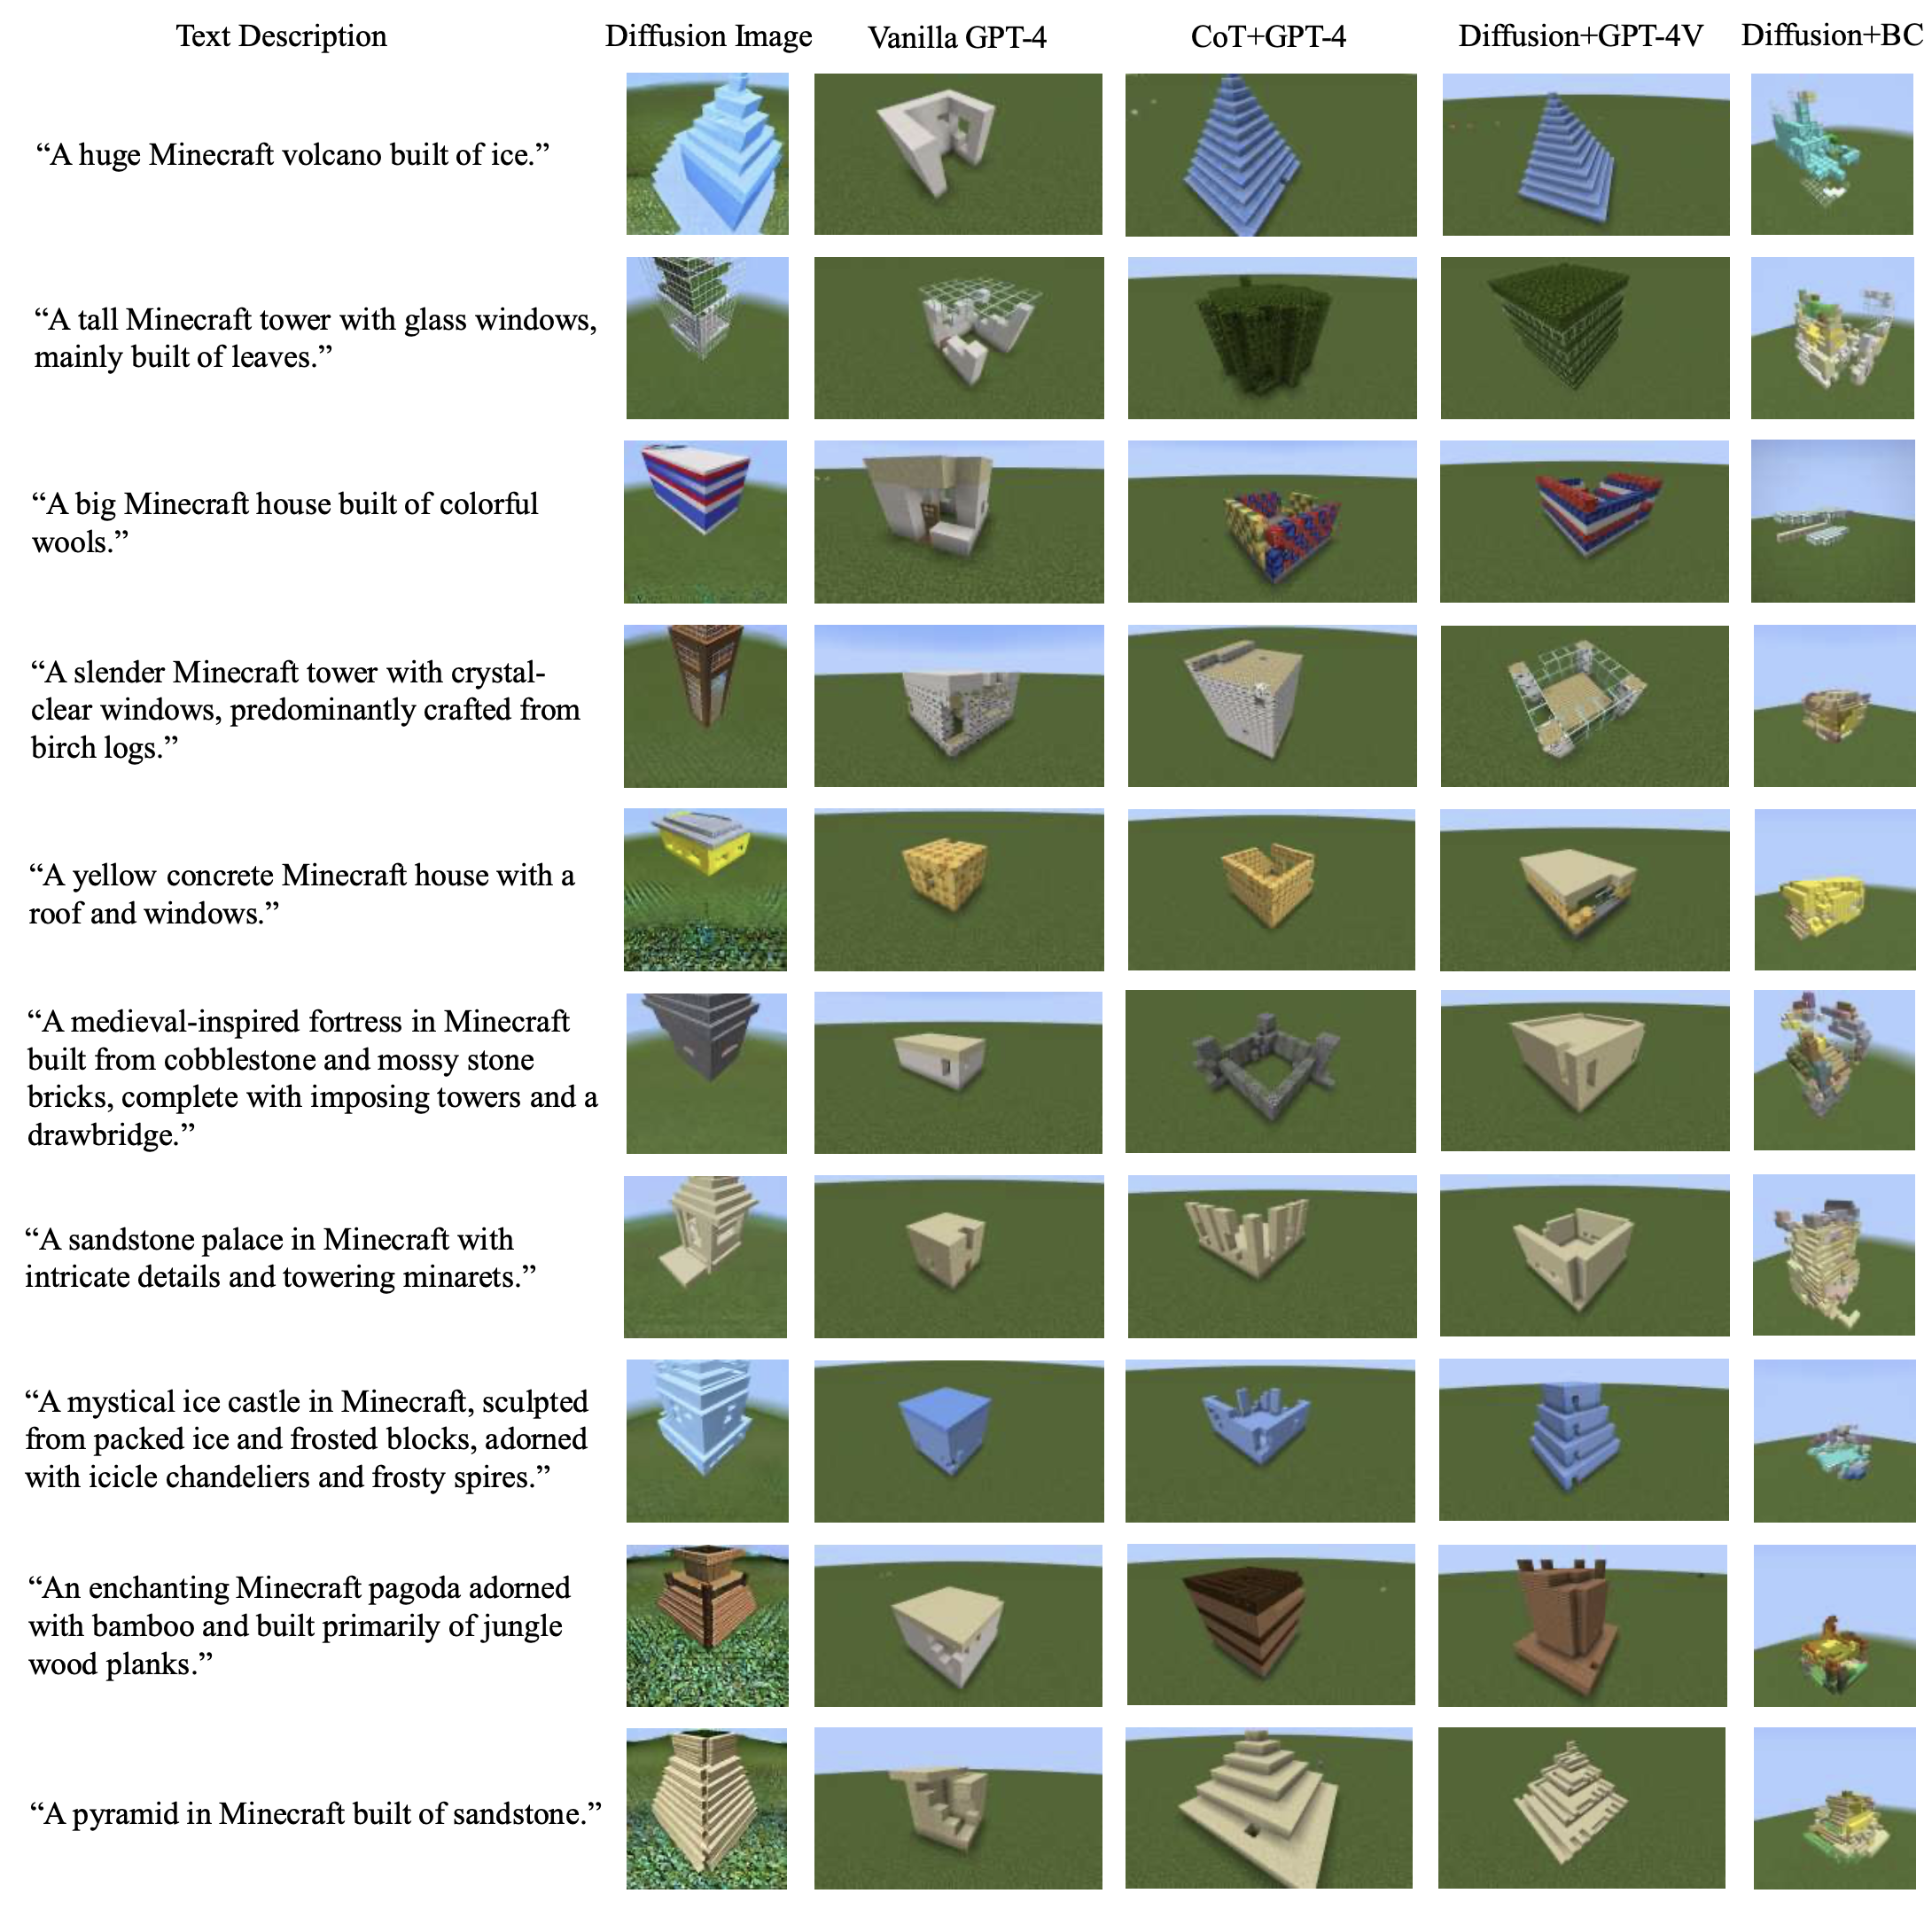 Text Description
Diffusion Image
Vanilla GPT-4
CoT+GPT-4
Diffusion+GPT-4V
Diffusion+BC
“A huge Minecraft volcano built of ice.”
“A tall Minecraft tower with glass windows,
mainly built of leaves.”
“A big Minecraft house built of colorful
wools.”
“A slender Minecraft tower with crystal-
clear windows, predominantly crafted from
birch logs.”
“A yellow concrete Minecraft house with a
roof and windows.”
“A medieval-inspired fortress in Minecraft
built from cobblestone and mossy stone
bricks, complete with imposing towers and a
drawbridge.”
“A sandstone palace in Minecraft with
intricate details and towering minarets.”
“A mystical ice castle in Minecraft, sculpted
from packed ice and frosted blocks, adorned
with icicle chandeliers and frosty spires.”
“An enchanting Minecraft pagoda adorned
with bamboo and built primarily of jungle
wood planks.”
“A pyramid in Minecraft built of sandstone.”